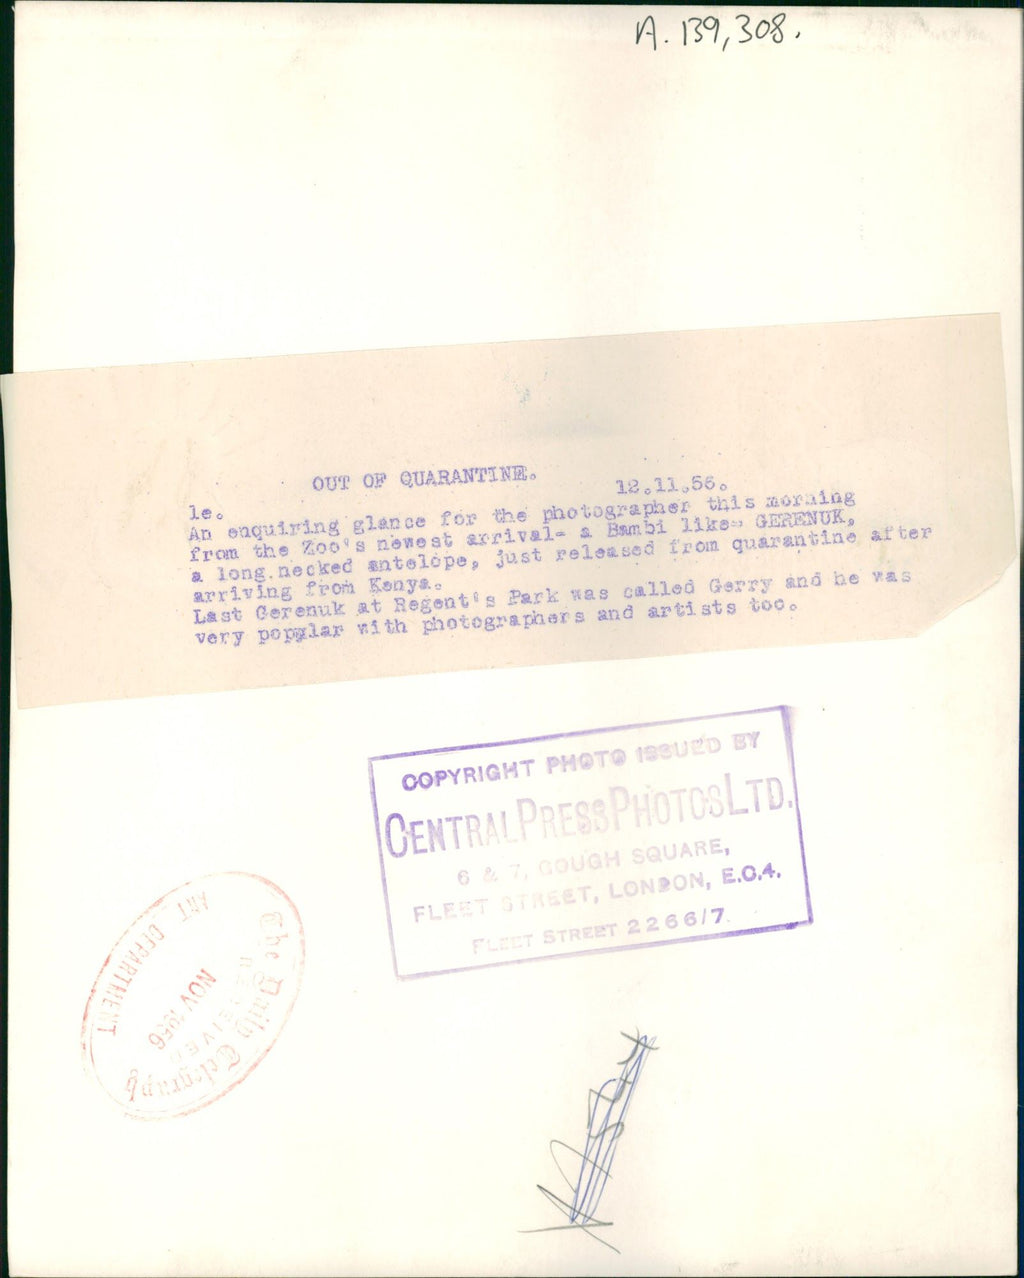 A. 139,308.
OUT OF QUARANTINE.
12.11.56.
le.
An enquiring glance for the photographer this morning
from the Zoo's newest arrival- a Bambi like- GERENUK,
a long.necked antelope, just released from quarantine after
arriving from Kenya.
Last Gerenuk at Regent's Park was called Gerry and he was
very popular with photographers and artists too.
COPYRIGHT PHOTO ISSUED BY
CENTRAL PRESS PHOTOS LTD.
6 & 7, GOUGH SQUARE,
FLEET STREET, LONDON, E.C.4.
FLEET STREET 2266/7.
The Daily Telegraph
RECEIVED
NOV 1956
ART DEPARTMENT